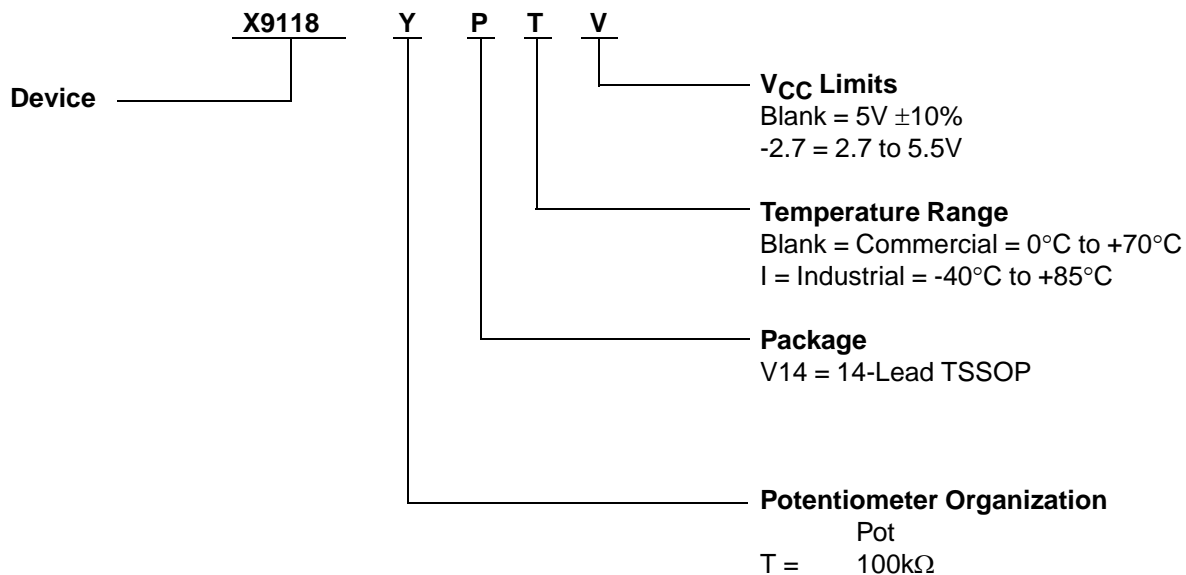 X9118 Y P T V
Device
VCC Limits
Blank = 5V ±10%
-2.7 = 2.7 to 5.5V
Temperature Range
Blank = Commercial = 0°C to +70°C
I = Industrial = -40°C to +85°C
Package
V14 = 14-Lead TSSOP
Potentiometer Organization
Pot
T = 100kΩ